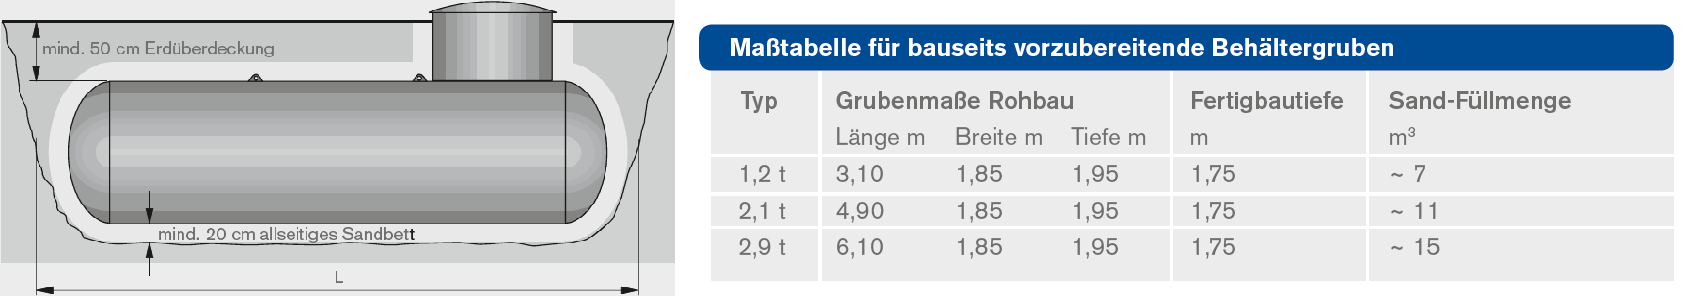 mind. 50 cm Erdüberdeckung
mind. 20 cm allseitiges Sandbett
L
Maßtabelle für bauseits vorzubereitende Behältergruben
Typ Grubenmaße Rohbau Fertigbautiefe Sand-Füllmenge
Länge m Breite m Tiefe m m m³
1,2 t 3,10 1,85 1,95 1,75 ~ 7
2,1 t 4,90 1,85 1,95 1,75 ~ 11
2,9 t 6,10 1,85 1,95 1,75 ~ 15